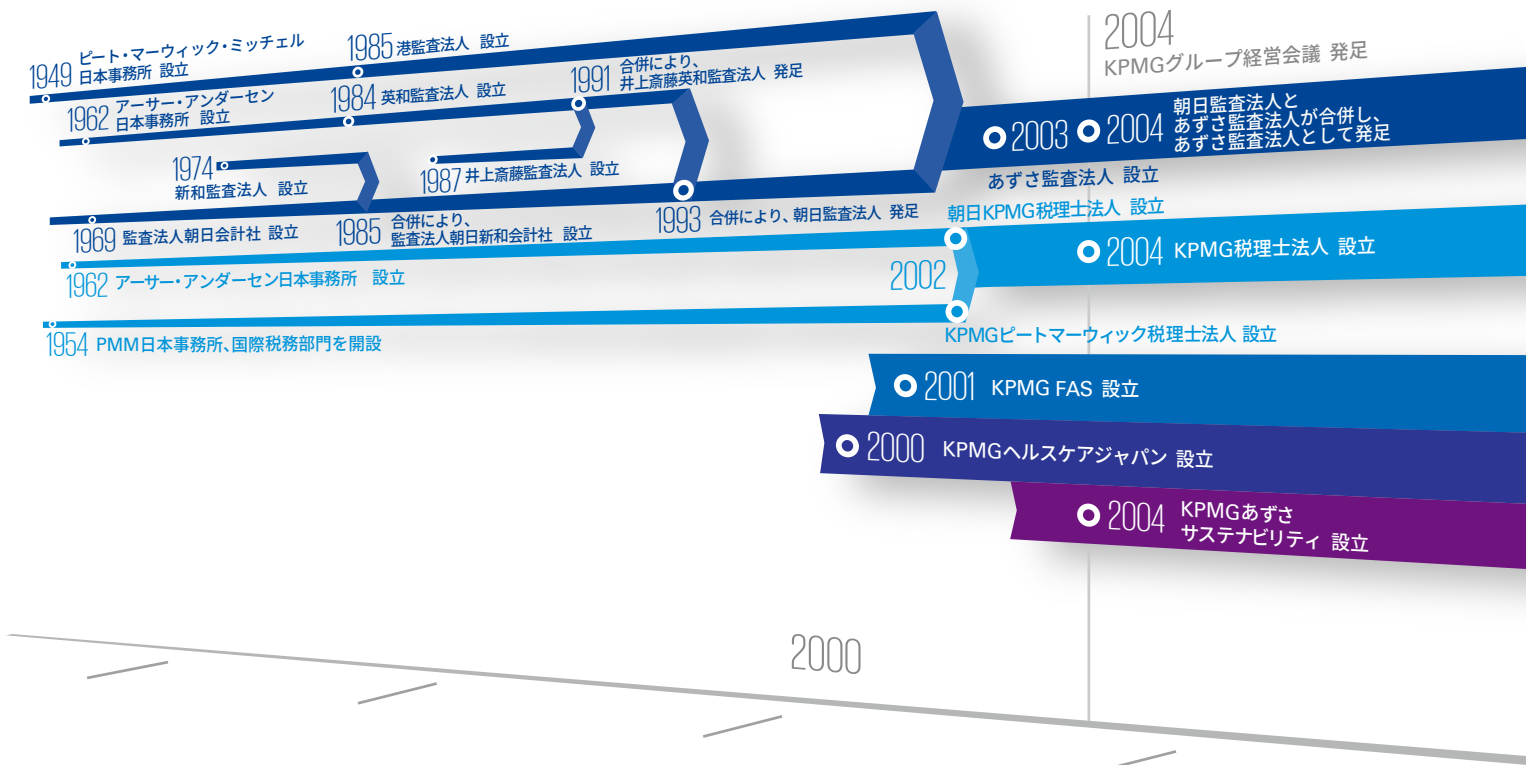 1949 ピート・マーウィック・ミッチェル
日本事務所 設立
1985 港監査法人 設立
1962 アーサー・アンダーセン
日本事務所 設立
1984 英和監査法人 設立
1991 合併により、
井上斎藤英和監査法人 発足
1974
新和監査法人 設立
1987 井上斎藤監査法人 設立
1969 監査法人朝日会計社 設立
1985 合併により、
監査法人朝日新和会計社 設立
1993 合併により、朝日監査法人 発足
2004
KPMGグループ経営会議 発足
2003
あずさ監査法人 設立
2004 朝日監査法人と
あずさ監査法人が合併し、
あずさ監査法人として発足
1962 アーサー・アンダーセン日本事務所 設立
1954 PMM日本事務所、国際税務部門を開設
2002
朝日KPMG税理士法人 設立
KPMGピートマーウィック税理士法人 設立
2004 KPMG税理士法人 設立
2001 KPMG FAS 設立
2000 KPMGヘルスケアジャパン 設立
2004 KPMGあずさ
サステナビリティ 設立
2000